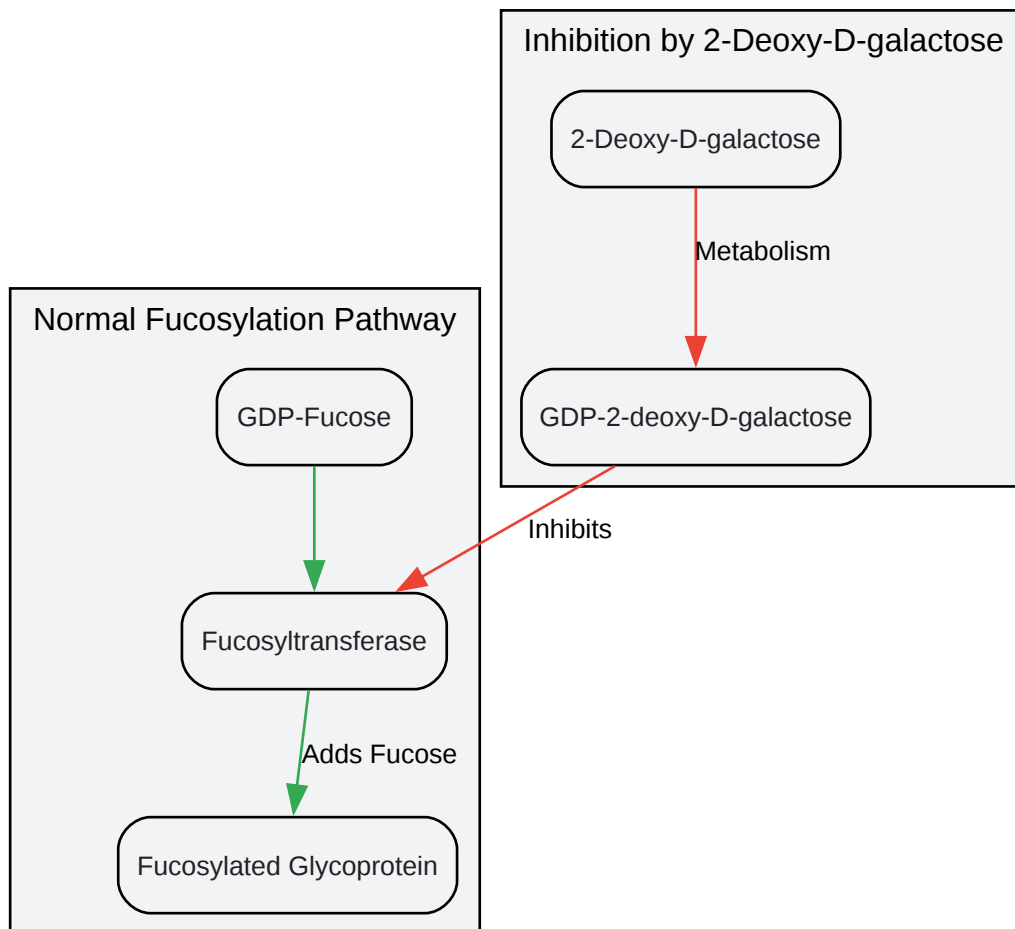 Inhibition by 2-Deoxy-D-galactose
2-Deoxy-D-galactose
Metabolism
GDP-2-deoxy-D-galactose
Inhibits
Normal Fucosylation Pathway
GDP-Fucose
Fucosyltransferase
Adds Fucose
Fucosylated Glycoprotein